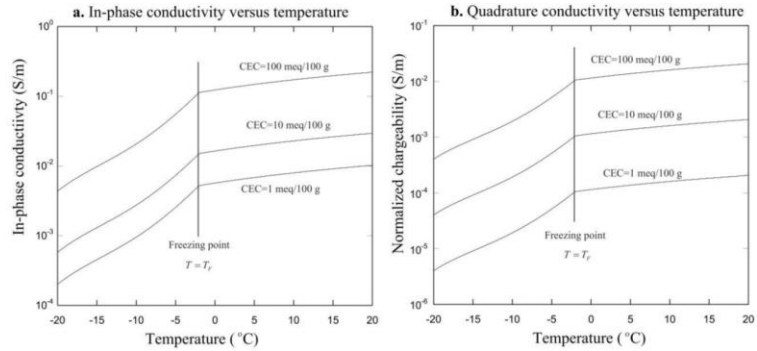 a. In-phase conductivity versus temperature
10⁰
10⁻¹
10⁻²
10⁻³
10⁻⁴
In-phase conductiivty (S/m)
CEC=100 meq/100 g
CEC=10 meq/100 g
CEC=1 meq/100 g
Freezing point
T = T_F
-20 -15 -10 -5 0 5 10 15 20
Temperature ( °C)
b. Quadrature conductivity versus temperature
10⁻¹
10⁻²
10⁻³
10⁻⁴
10⁻⁵
10⁻⁶
Normalized chargeability (S/m)
CEC=100 meq/100 g
CEC=10 meq/100 g
CEC=1 meq/100 g
Freezing point
T = T_F
-20 -15 -10 -5 0 5 10 15 20
Temperature ( °C)